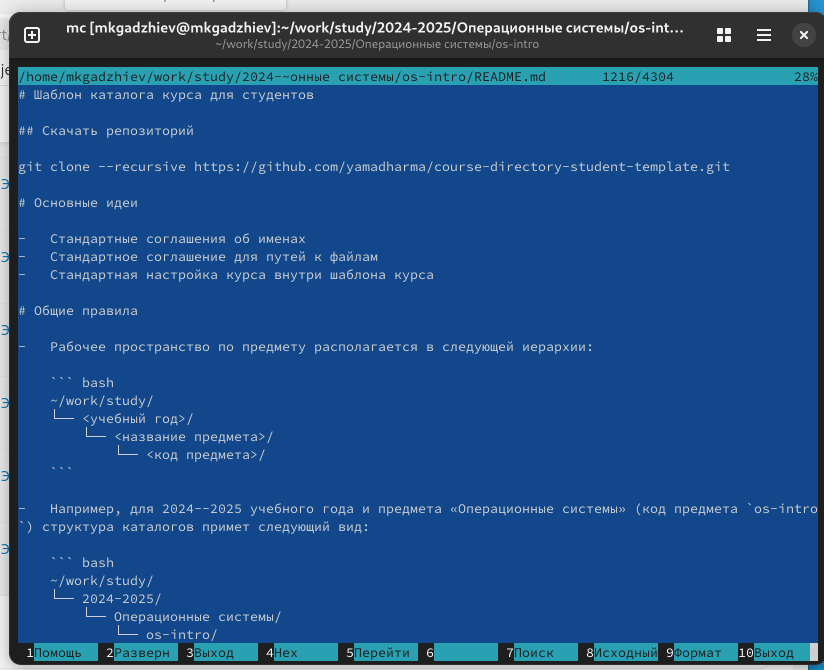 mc [mkgadzhiev@mkgadzhiev]:~/work/study/2024-2025/Операционные системы/os-int…
~/work/study/2024-2025/Операционные системы/os-intro
/home/mkgadzhiev/work/study/2024-~онные системы/os-intro/README.md 1216/4304 28%
# Шаблон каталога курса для студентов
## Скачать репозиторий
git clone --recursive https://github.com/yamadharma/course-directory-student-template.git
# Основные идеи
- Стандартные соглашения об именах
- Стандартное соглашение для путей к файлам
- Стандартная настройка курса внутри шаблона курса
# Общие правила
- Рабочее пространство по предмету располагается в следующей иерархии:
``` bash
~/work/study/
└── <учебный год>/
└── <название предмета>/
└── <код предмета>/
```
- Например, для 2024--2025 учебного года и предмета «Операционные системы» (код предмета `os-intro
`) структура каталогов примет следующий вид:
``` bash
~/work/study/
└── 2024-2025/
└── Операционные системы/
└── os-intro/
1Помощь 2Разверн 3Выход 4Hex 5Перейти 6 7Поиск 8Исходный 9Формат 10Выход